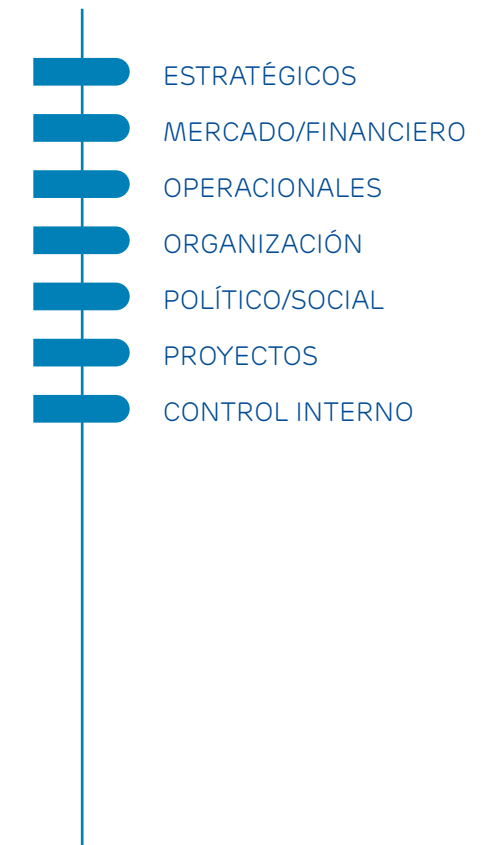 ESTRATÉGICOS
MERCADO/FINANCIERO
OPERACIONALES
ORGANIZACIÓN
POLÍTICO/SOCIAL
PROYECTOS
CONTROL INTERNO